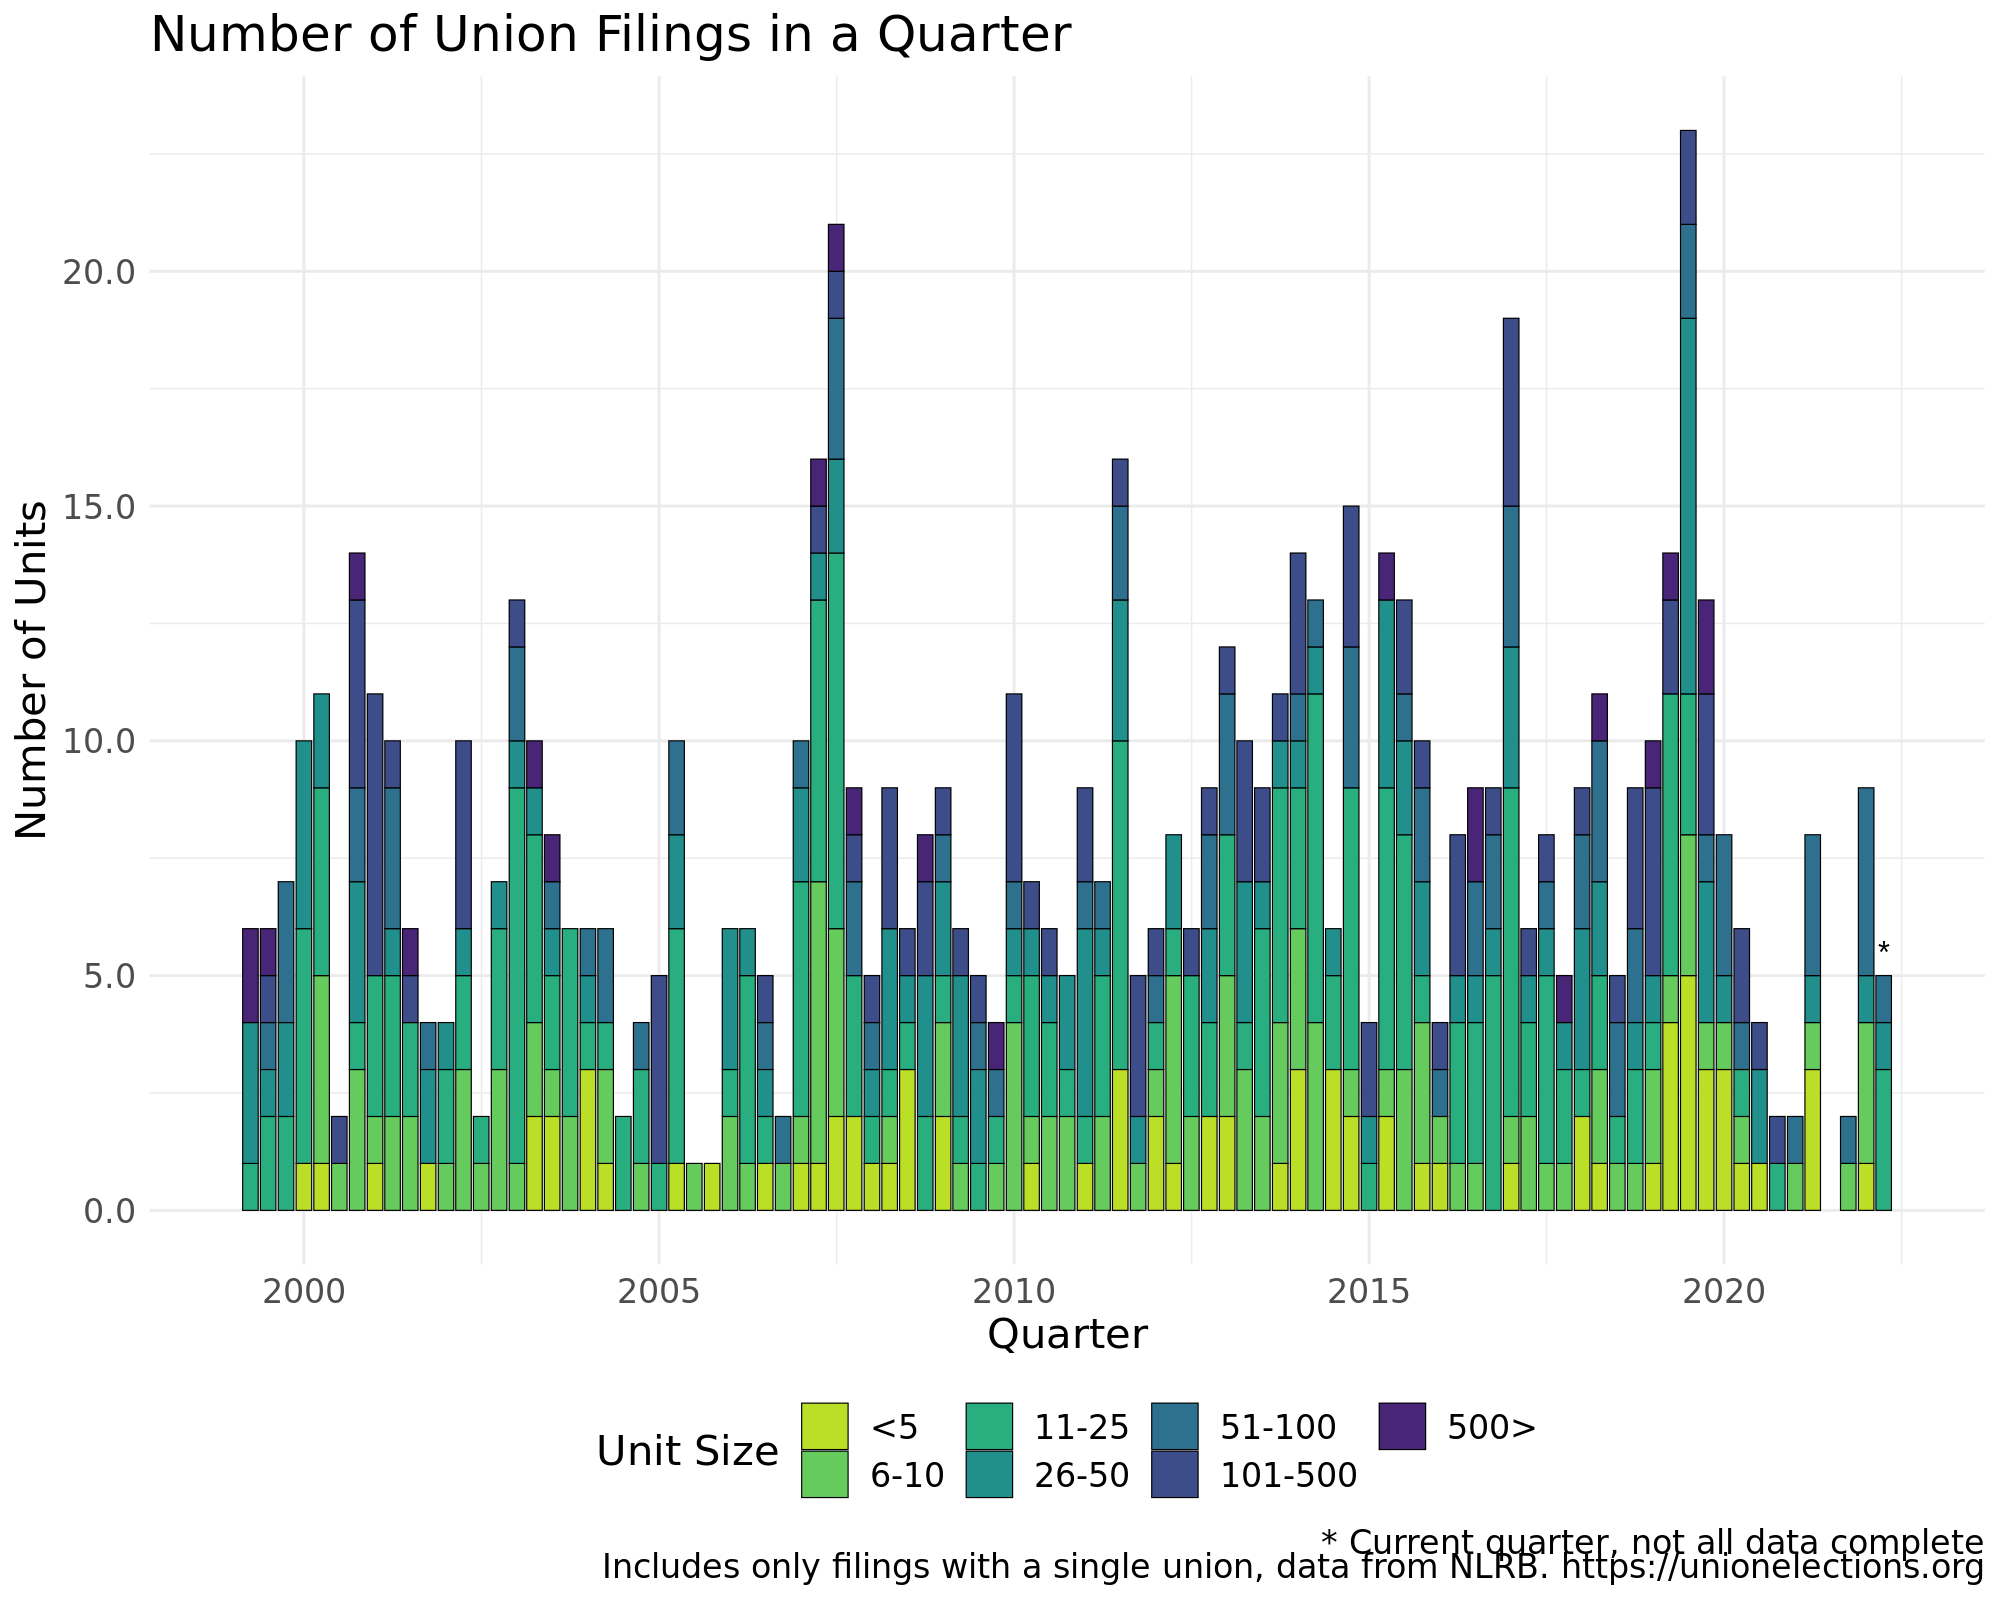 Number of Union Filings in a Quarter
Number of Units
20.0
15.0
10.0
5.0
0.0
*
2000 2005 2010 2015 2020
Quarter
Unit Size
<5 11-25 51-100 500>
6-10 26-50 101-500
* Current quarter, not all data complete
Includes only filings with a single union, data from NLRB. https://unionelections.org